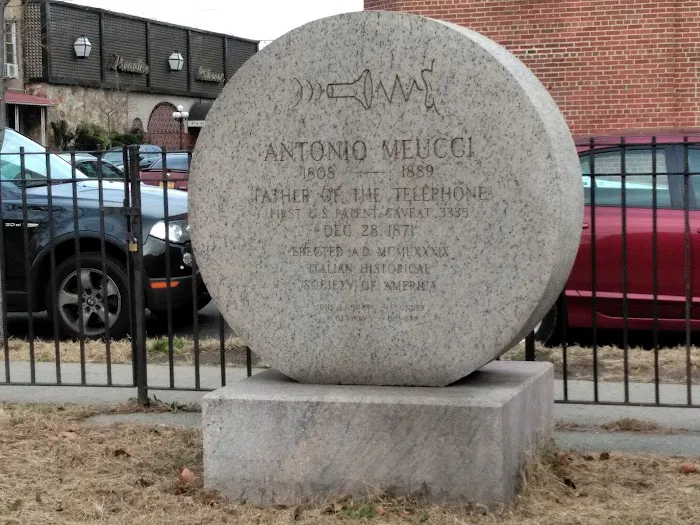 ANTONIO MEUCCI
1808 — 1889
FATHER OF THE TELEPHONE
FIRST U.S. PATENT CAVEAT 3335
DEC. 28, 1871
ERECTED A.D. MCMLXXXIX
ITALIAN HISTORICAL
SOCIETY OF AMERICA